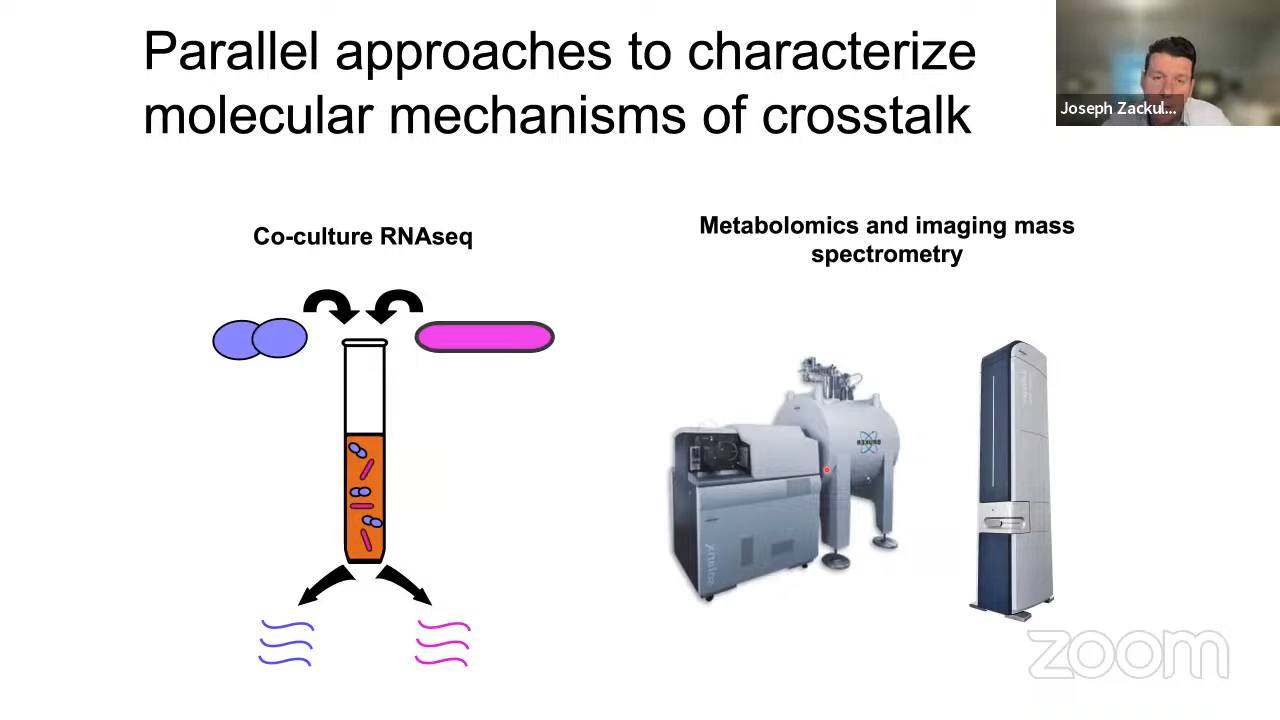 Parallel approaches to characterize
molecular mechanisms of crosstalk
Joseph Zackul...
Co-culture RNAseq
Metabolomics and imaging mass
spectrometry
zoom